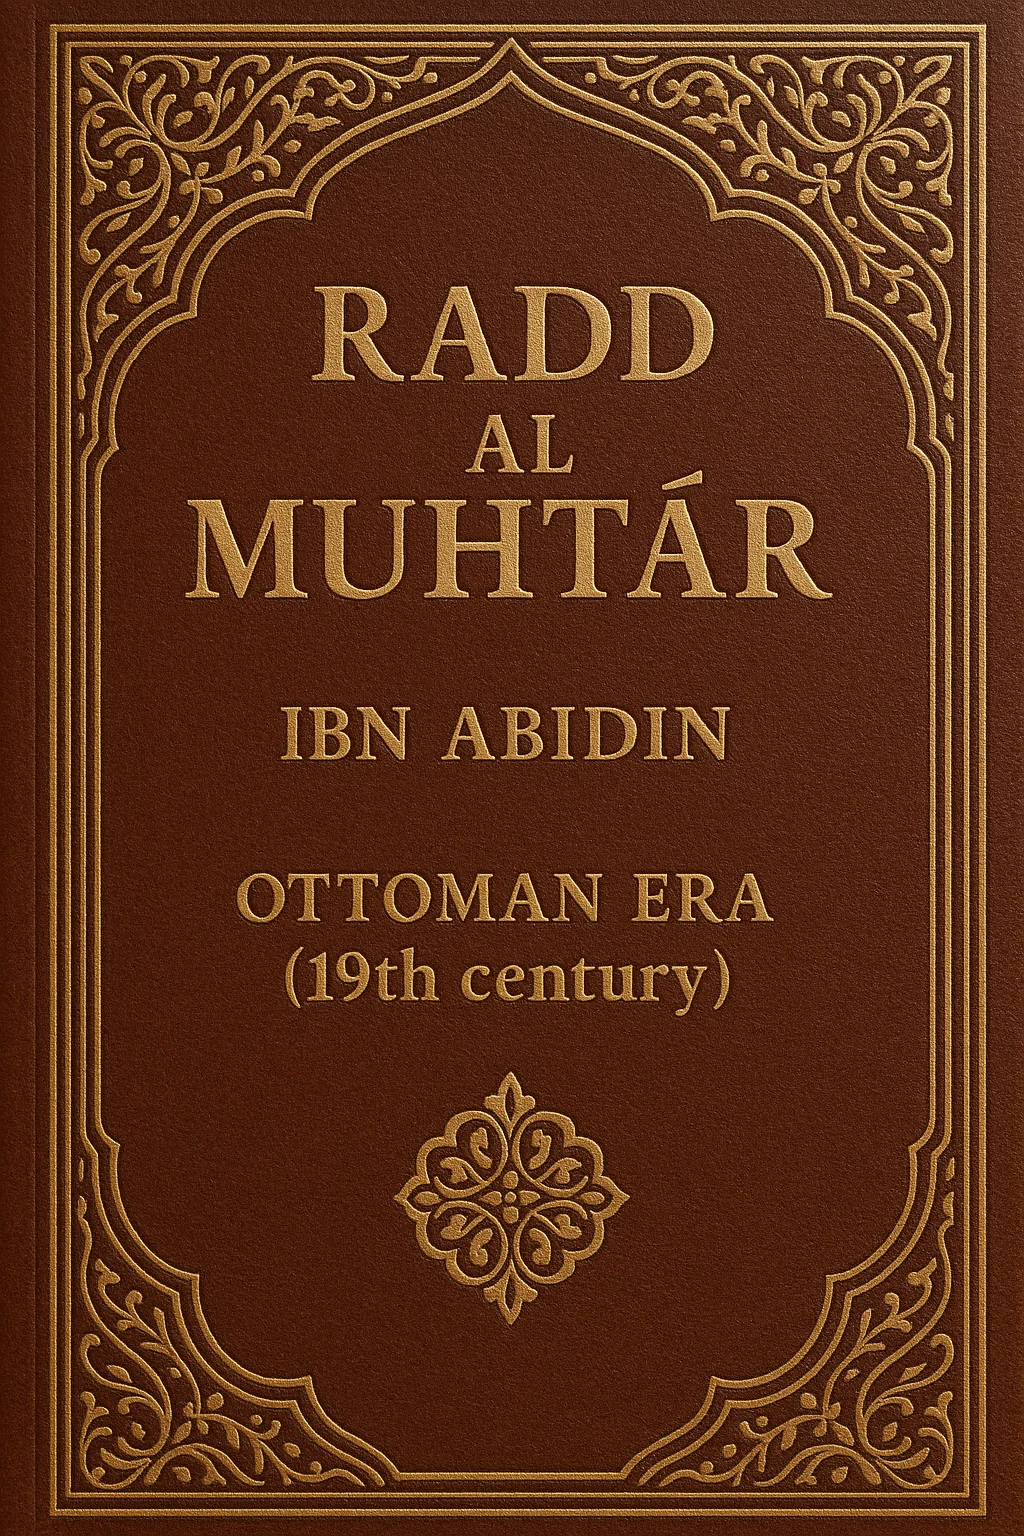 RADD
AL
MUHTÁR
IBN ABIDIN
OTTOMAN ERA
(19th century)